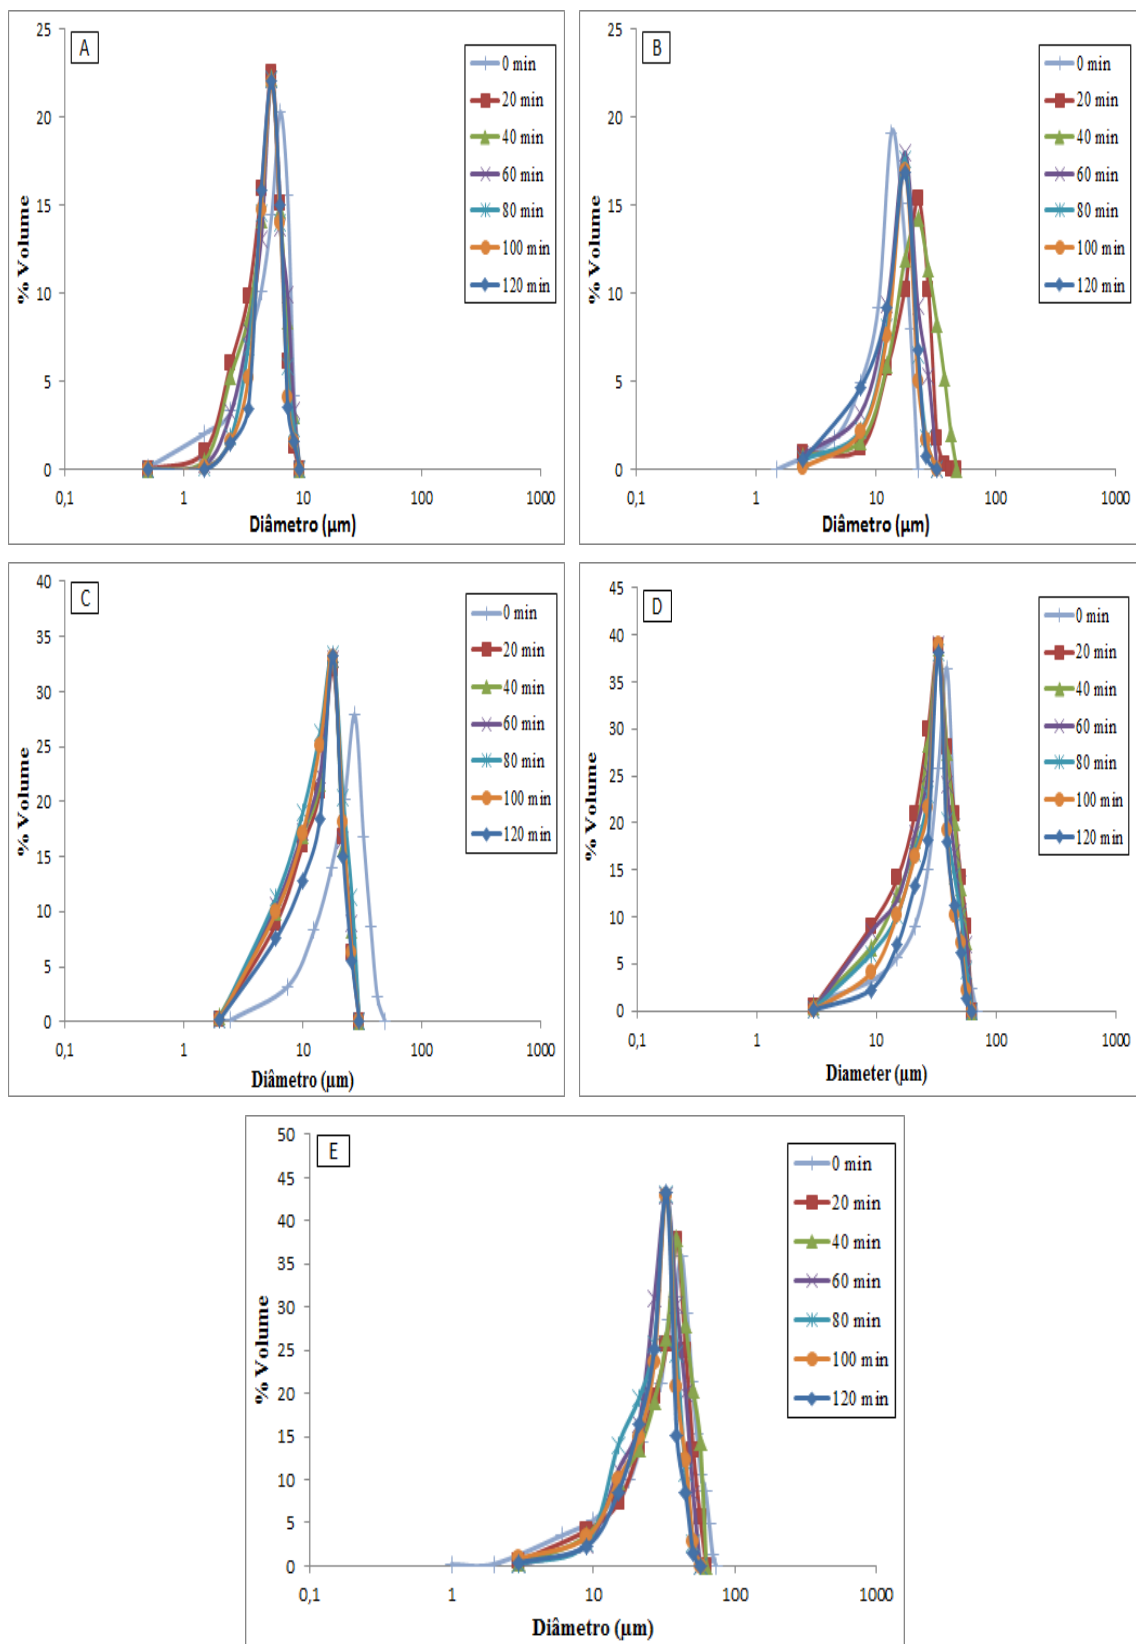 A
% Volume
25
20
15
10
5
0
0,1 1 10 100 1000
Diâmetro (µm)
0 min
20 min
40 min
60 min
80 min
100 min
120 min
B
% Volume
25
20
15
10
5
0
0,1 1 10 100 1000
Diâmetro (µm)
0 min
20 min
40 min
60 min
80 min
100 min
120 min
C
% Volume
40
35
30
25
20
15
10
5
0
0,1 1 10 100 1000
Diâmetro (µm)
0 min
20 min
40 min
60 min
80 min
100 min
120 min
D
% Volume
45
40
35
30
25
20
15
10
5
0
0,1 1 10 100 1000
Diameter (µm)
0 min
20 min
40 min
60 min
80 min
100 min
120 min
E
% Volume
50
45
40
35
30
25
20
15
10
5
0
0,1 1 10 100 1000
Diâmetro (µm)
0 min
20 min
40 min
60 min
80 min
100 min
120 min